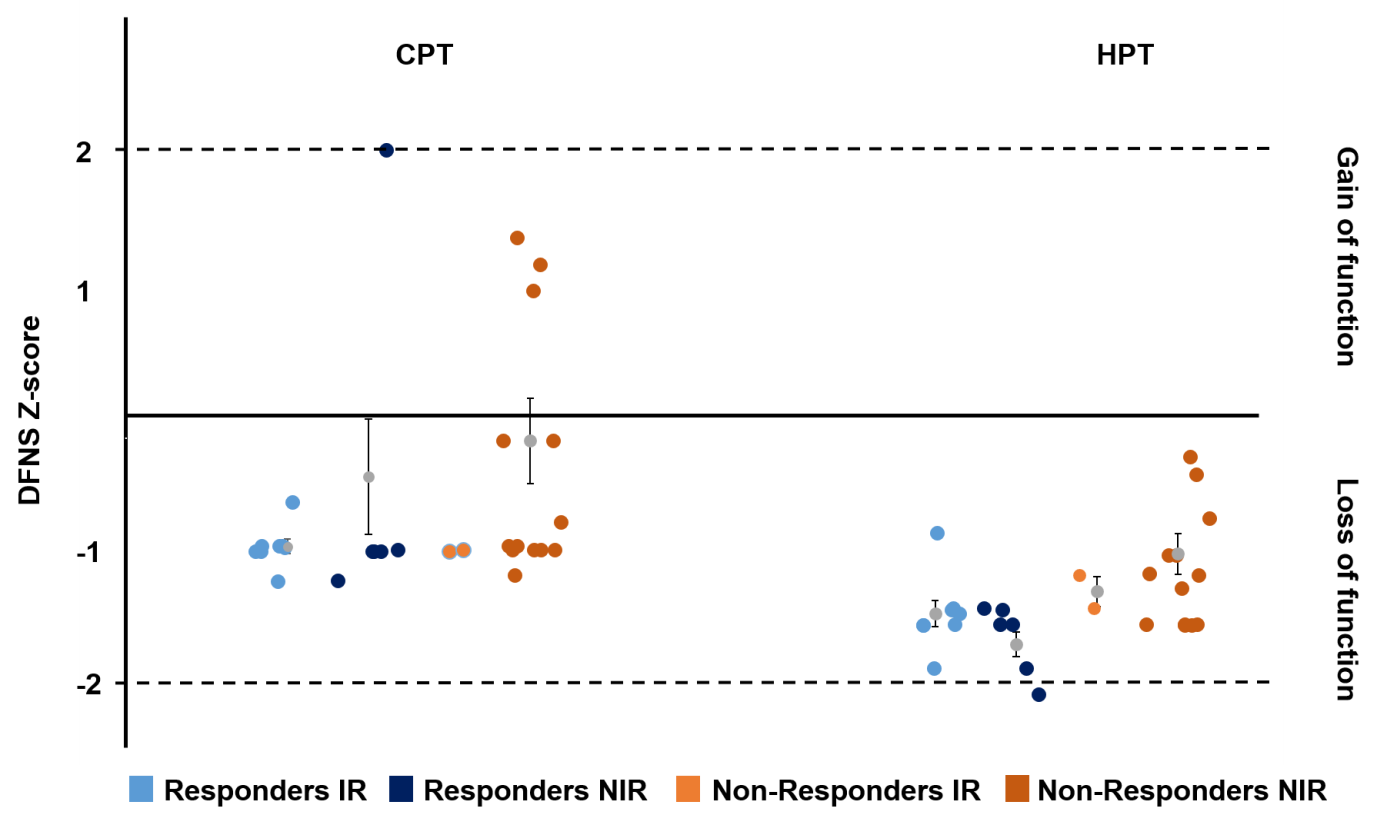 CPT
HPT
2
1
-1
-2
DFNS Z-score
Gain of function
Loss of function
Responders IR
Responders NIR
Non-Responders IR
Non-Responders NIR